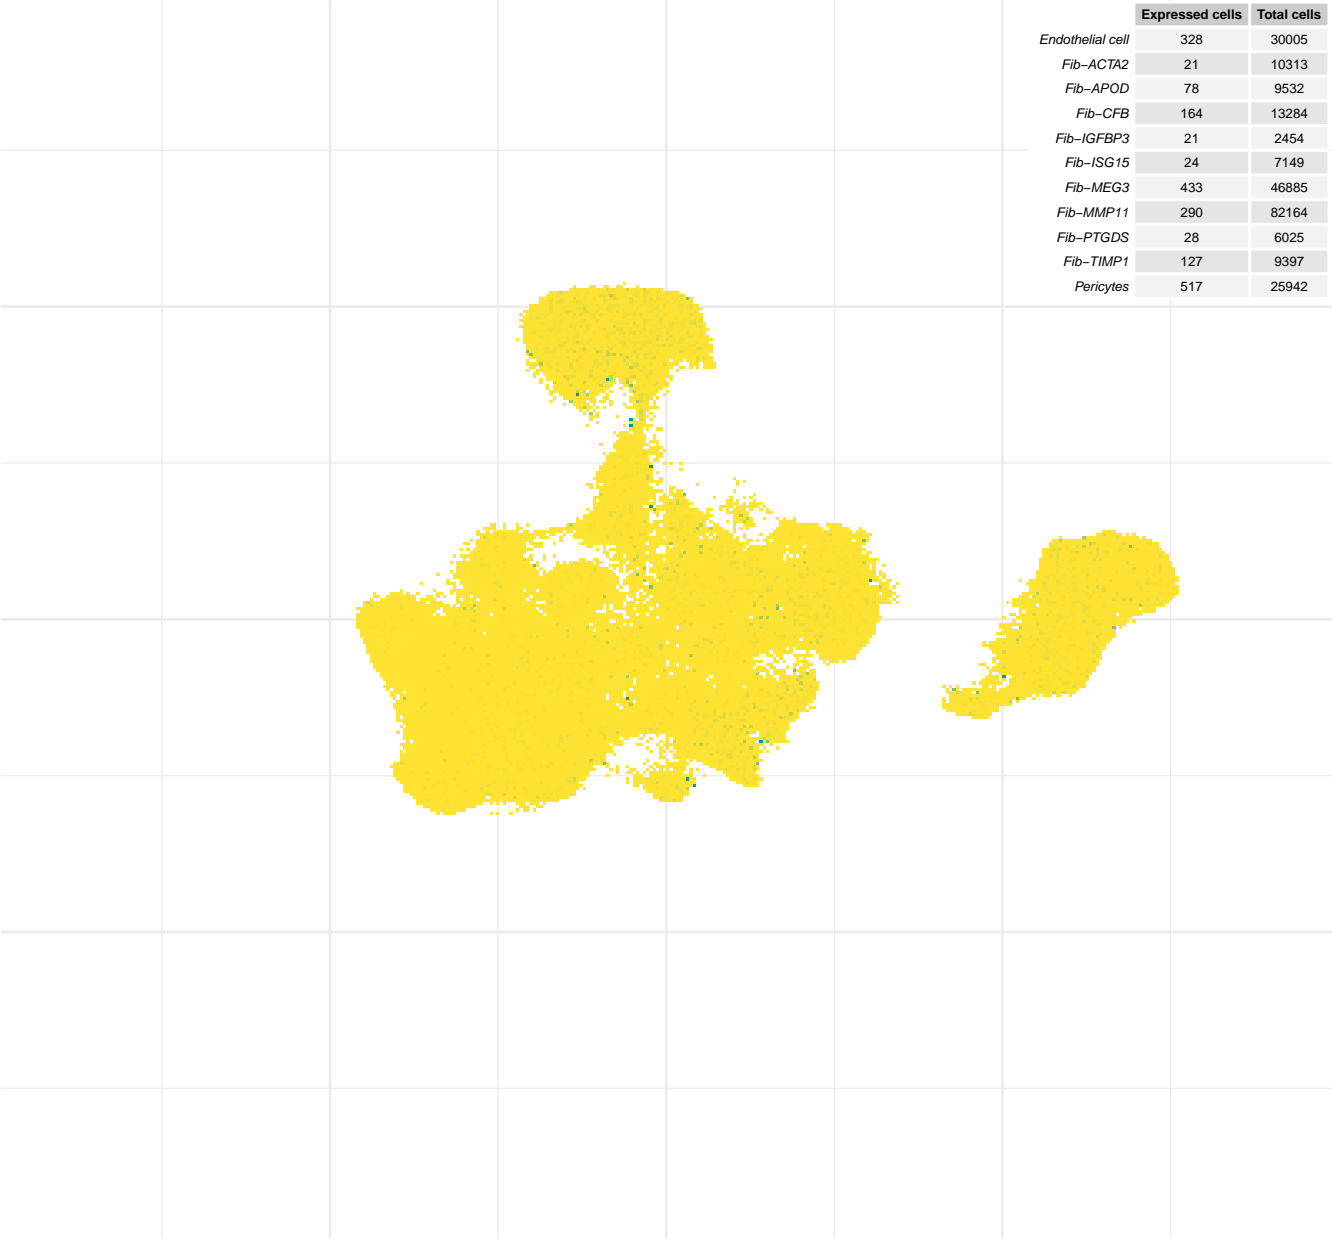 Expressed cells Total cells
Endothelial cell 328 30005
Fib−ACTA2 21 10313
Fib−APOD 78 9532
Fib−CFB 164 13284
Fib−IGFBP3 21 2454
Fib−ISG15 24 7149
Fib−MEG3 433 46885
Fib−MMP11 290 82164
Fib−PTGDS 28 6025
Fib−TIMP1 127 9397
Pericytes 517 25942